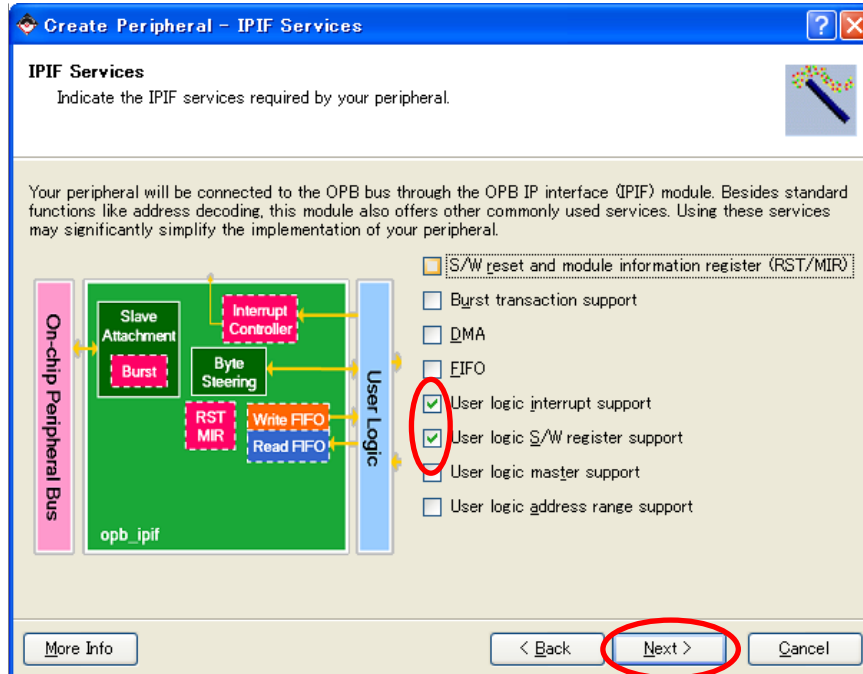 Create Peripheral - IPIF Services
IPIF Services
Indicate the IPIF services required by your peripheral.
Your peripheral will be connected to the OPB bus through the OPB IP interface (IPIF) module. Besides standard
functions like address decoding, this module also offers other commonly used services. Using these services
may significantly simplify the implementation of your peripheral.
On-chip Peripheral Bus
Slave
Attachment
Burst
Interrupt
Controller
Byte
Steering
RST
MIR
Write FIFO
Read FIFO
User Logic
opb_ipif
S/W reset and module information register (RST/MIR)
Burst transaction support
DMA
FIFO
User logic interrupt support
User logic S/W register support
User logic master support
User logic address range support
More Info
< Back
Next >
Cancel